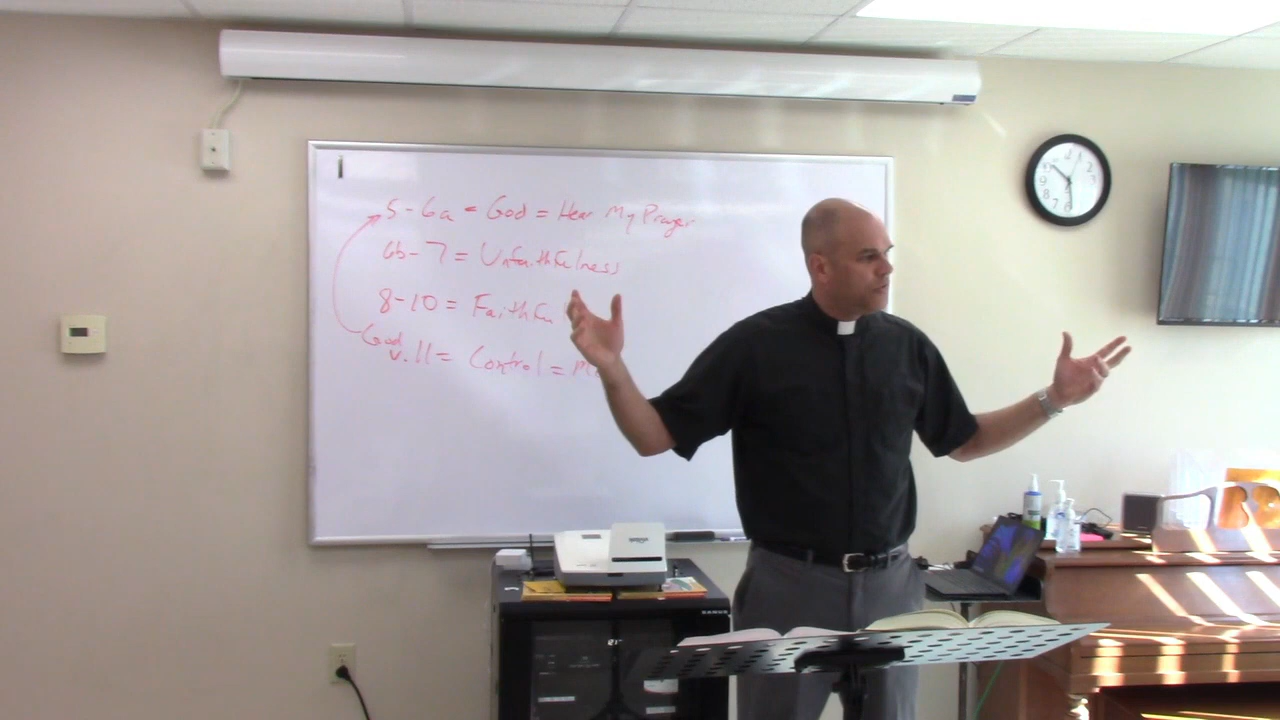 5-6a = God = Hear My Prayer
6b-7 = Unfaithfulness
8-10 = Faithfu
God
v. 11 = Control = M